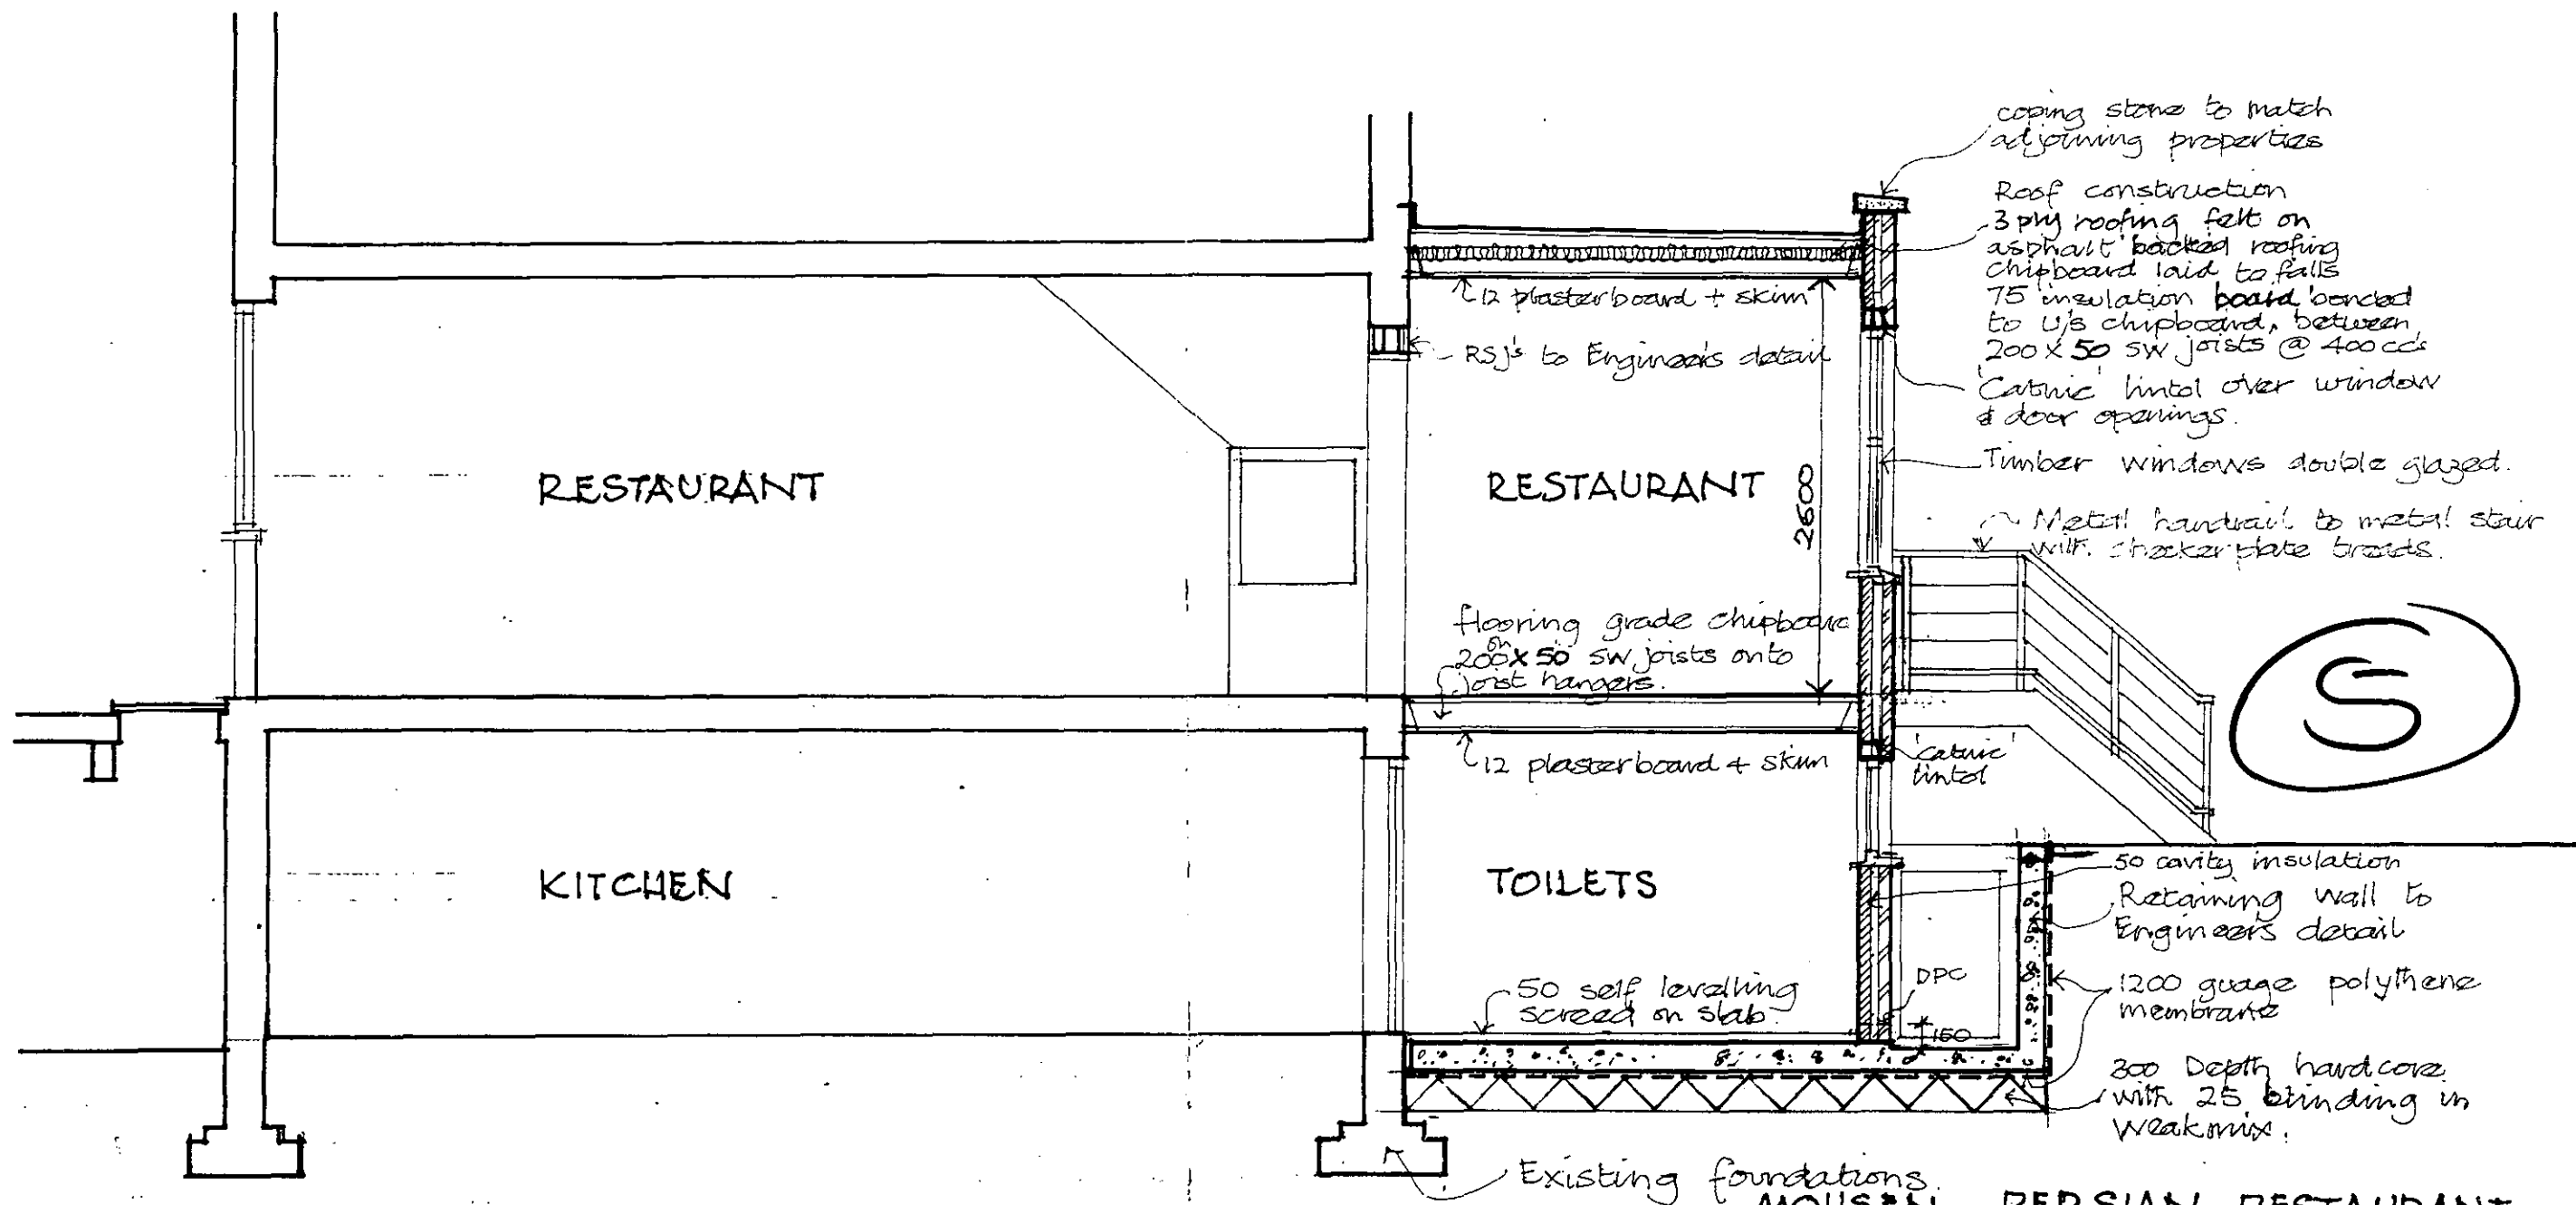 coping stone to match
adjoining properties
Roof construction
3 ply roofing felt on
asphalt backed roofing
chipboard laid to falls
75 insulation board bonded
to U/s chipboard, between
200 x 50 sw joists @ 400 cc's
'Catnic' lintol over window
& door openings.
Timber windows double glazed.
Metal handrail to metal stair
with checkerplate treads.
12 plasterboard + skim
RSJ's to Engineers detail
RESTAURANT
RESTAURANT
2600
flooring grade chipboard
on
200 x 50 sw joists onto
joist hangers.
12 plasterboard + skim
'Catnic'
lintol
S
KITCHEN
TOILETS
50 cavity insulation
Retaining wall to
Engineers detail
DPC
150
1200 guage polythene
membrane
50 self levelling
screed on slab.
300 Depth hardcore
with 25 blinding in
weakmix.
Existing foundations.
MOHSEN PERSIAN RESTAURANT